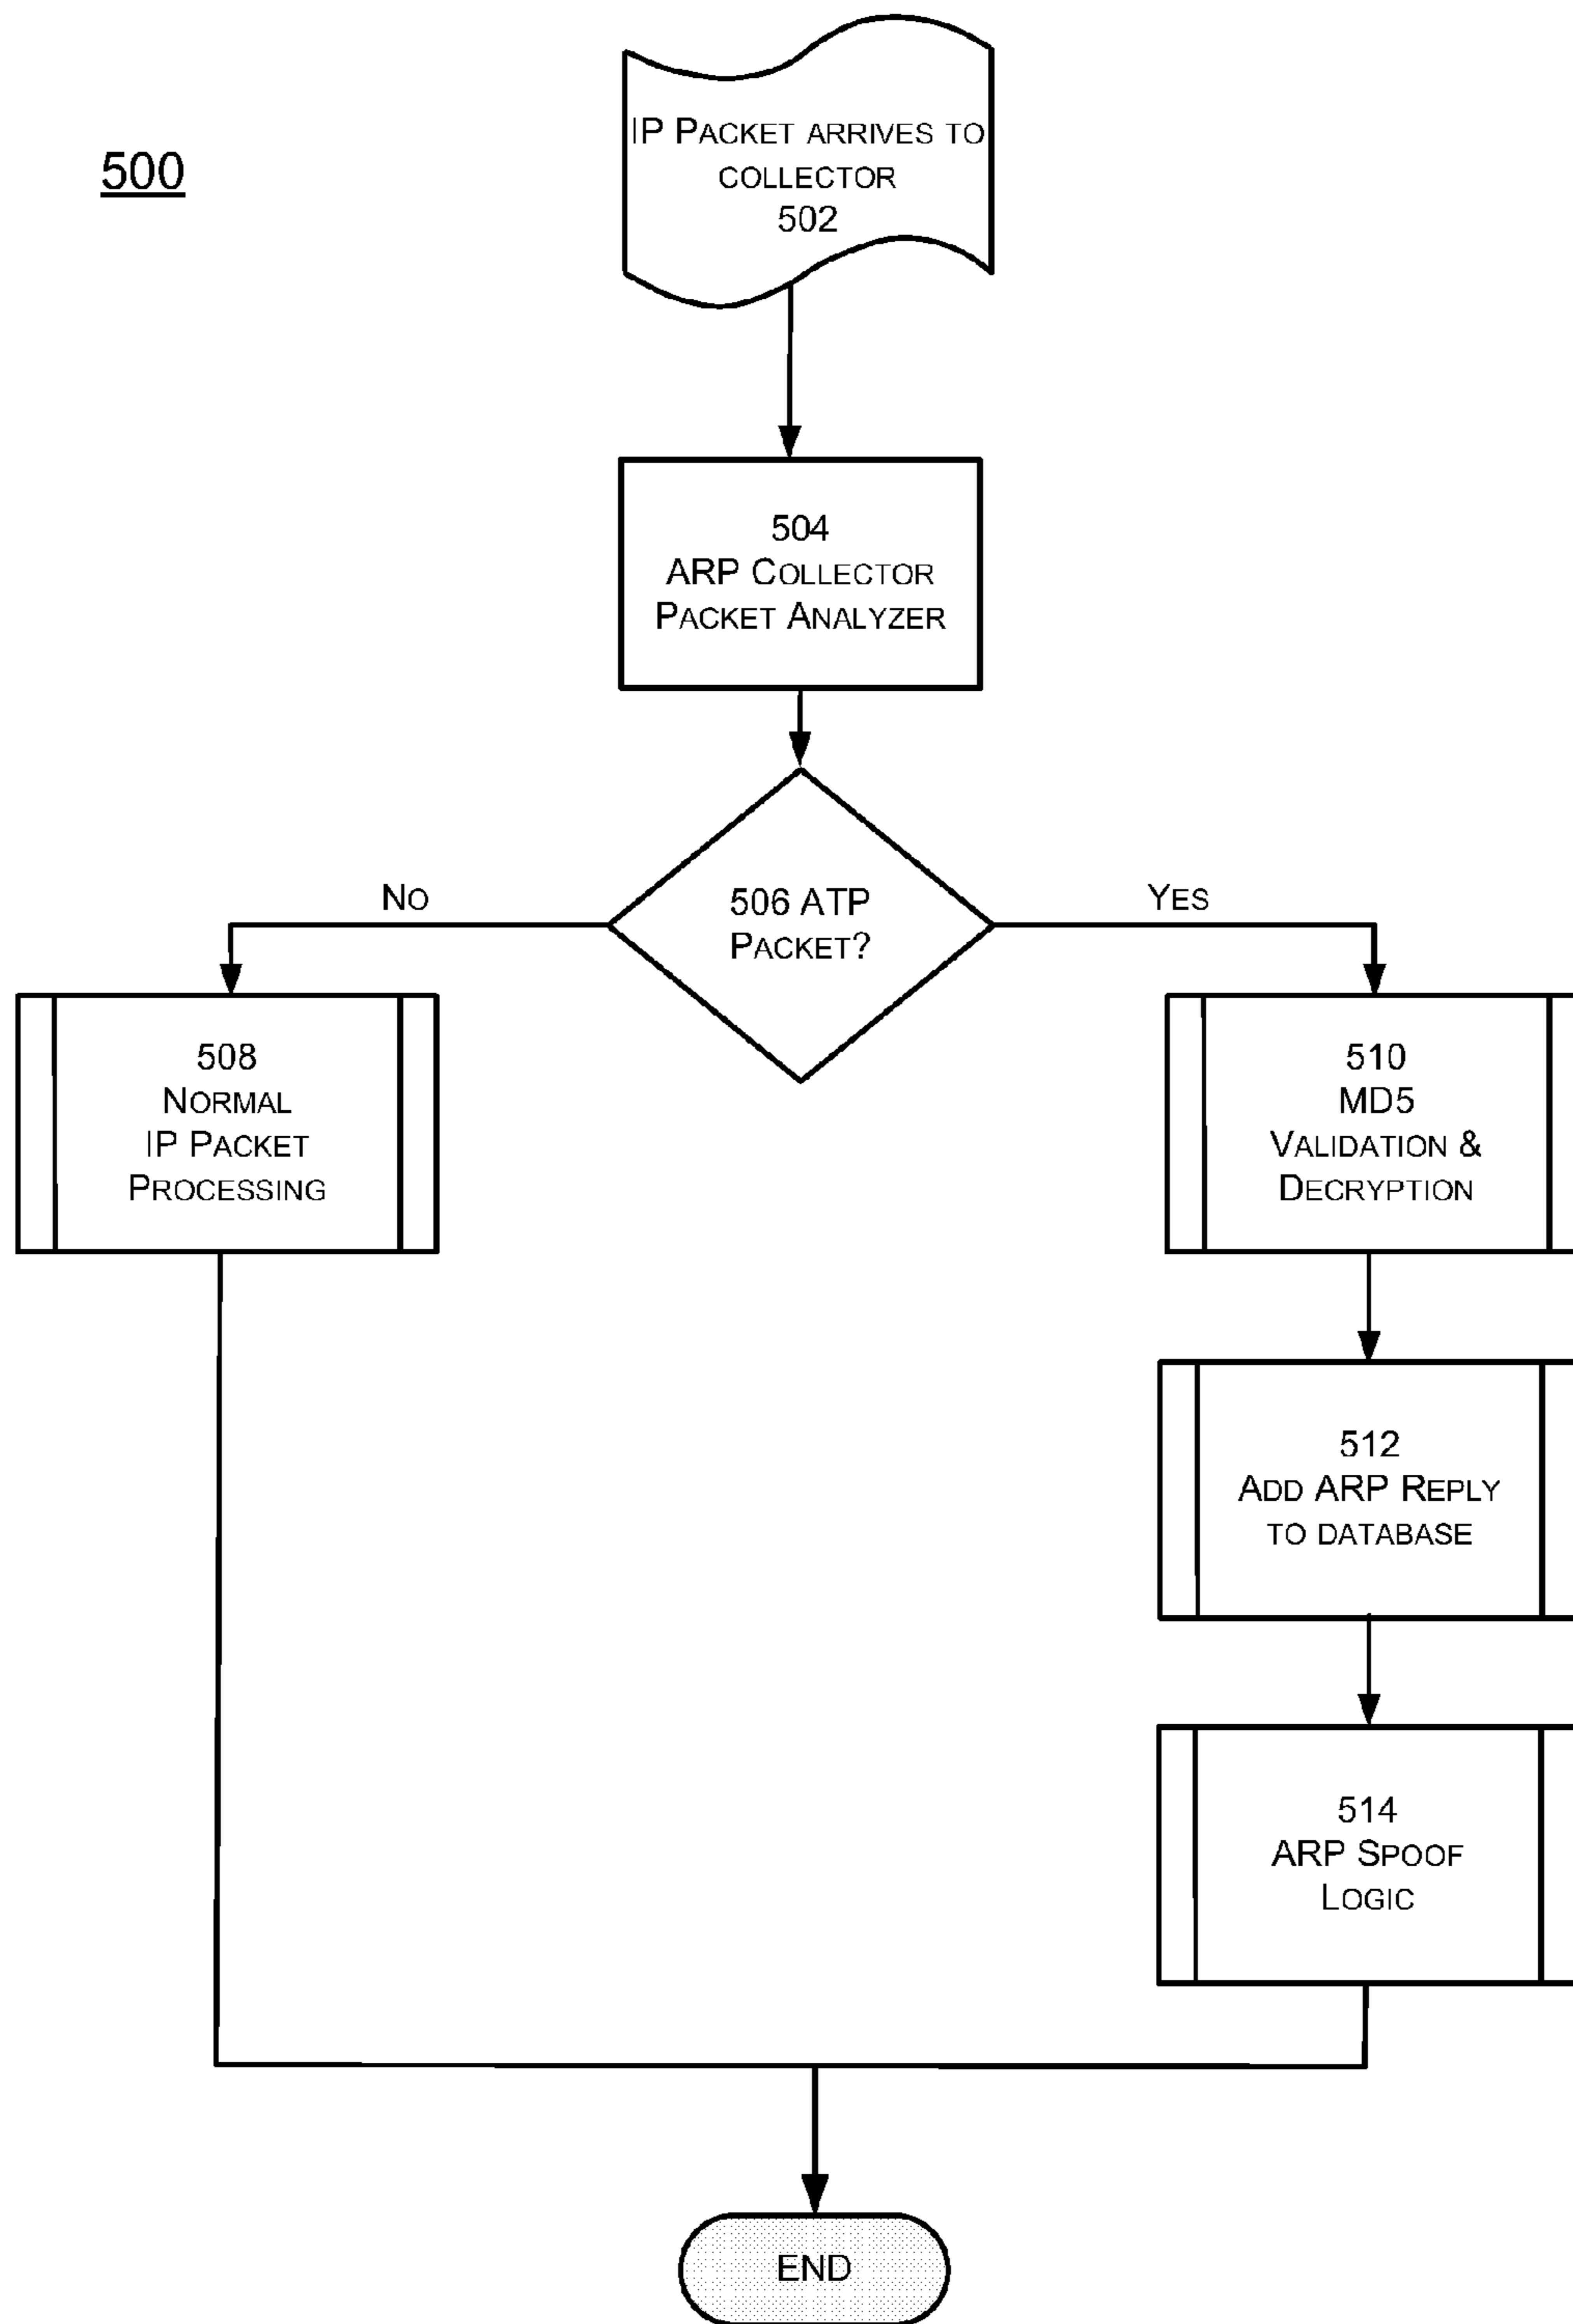 500
IP PACKET ARRIVES TO
COLLECTOR
502
504
ARP COLLECTOR
PACKET ANALYZER
506 ATP
PACKET?
NO
YES
508
NORMAL
IP PACKET
PROCESSING
510
MD5
VALIDATION &
DECRYPTION
512
ADD ARP REPLY
TO DATABASE
514
ARP SPOOF
LOGIC
END